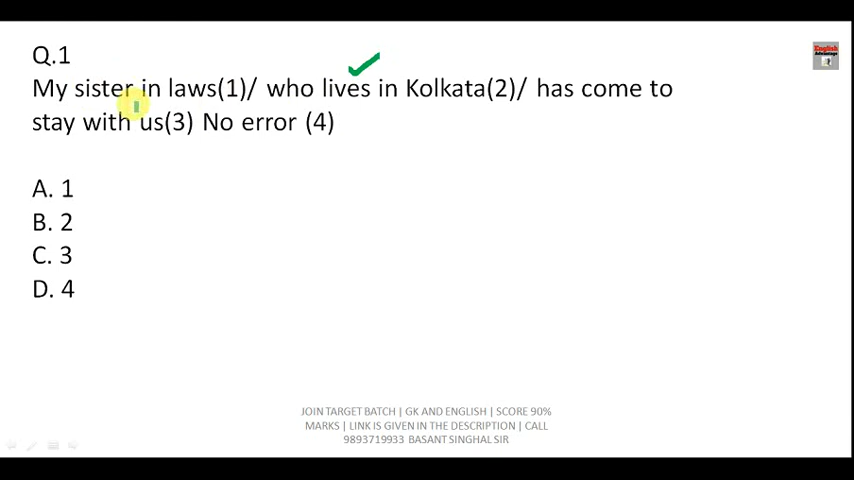 Q.1
My sister in laws(1)/ who lives in Kolkata(2)/ has come to
stay with us(3) No error (4)
A. 1
B. 2
C. 3
D. 4
English
Advantage
JOIN TARGET BATCH | GK AND ENGLISH | SCORE 90%
MARKS | LINK IS GIVEN IN THE DESCRIPTION | CALL
9893719933 BASANT SINGHAL SIR